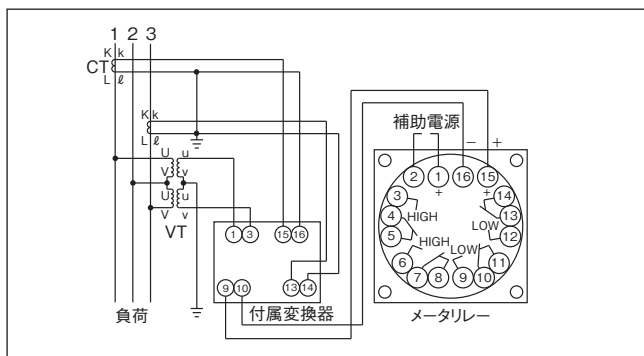 1 2 3
K k
CT
L ℓ
K k
L ℓ
U u
V v
U u
V v
VT
負荷
1 3 15 16
13 14
9 10
付属変換器
補助電源
− +
2 1 16 15
+ +
3 14
4 HIGH 13
5 LOW 12
6 HIGH LOW 11
7 8 9 10
メータリレー